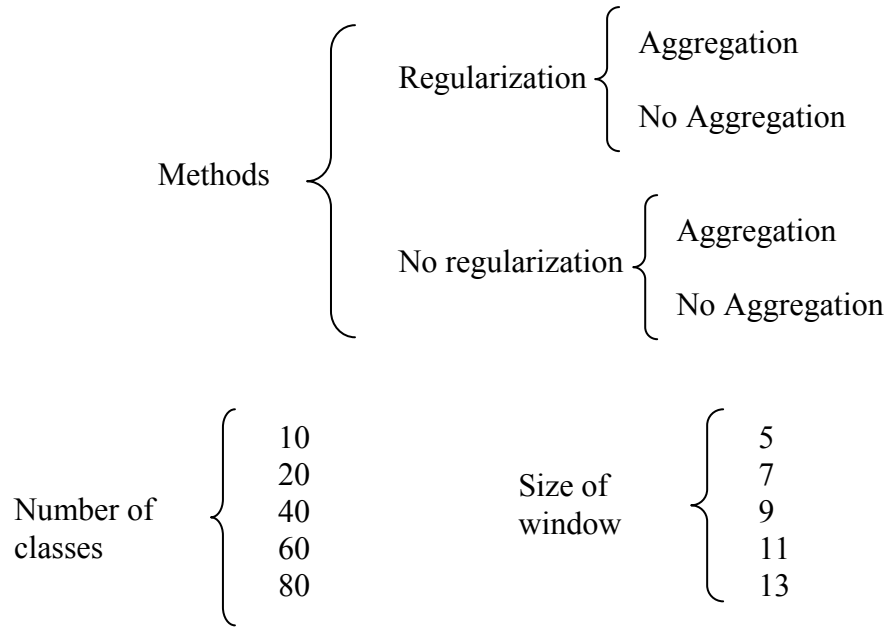 Aggregation
Regularization
No Aggregation
Methods
Aggregation
No regularization
No Aggregation
Number of
classes
10
20
40
60
80
Size of
window
5
7
9
11
13